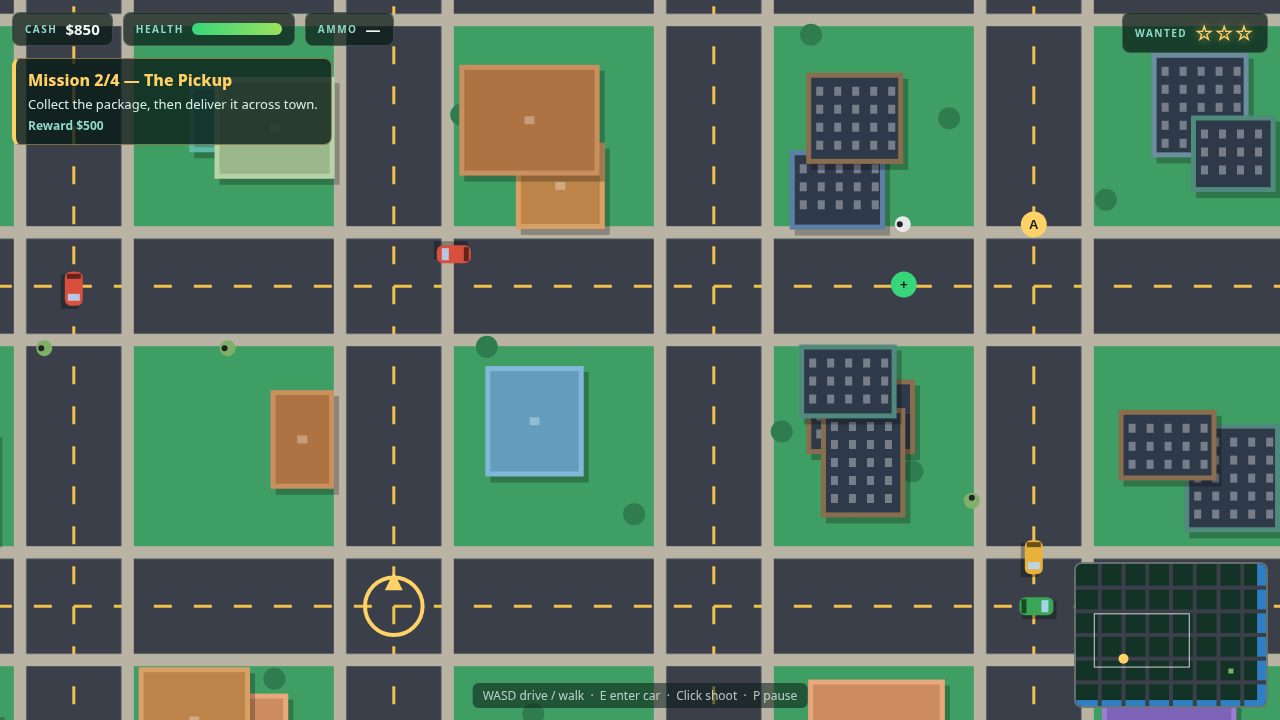 CASH $850
HEALTH
AMMO —
WANTED ☆☆☆
Mission 2/4 — The Pickup
Collect the package, then deliver it across town.
Reward $500
A
+
WASD drive / walk · E enter car · Click shoot · P pause